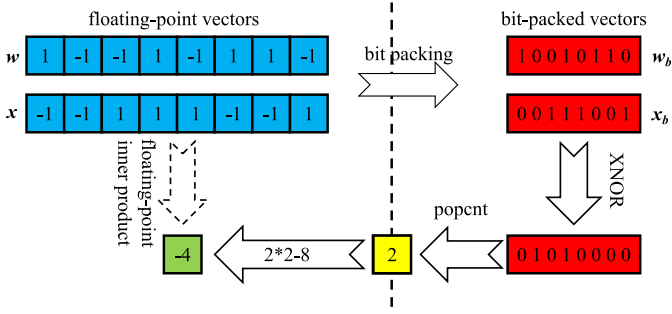 floating-point vectors
bit-packed vectors
w 1 -1 -1 1 -1 1 1 -1
bit packing
1 0 0 1 0 1 1 0 w_b
x -1 -1 1 1 1 -1 -1 1
0 0 1 1 1 0 0 1 x_b
floating-point
inner product
XNOR
popcnt
-4
2*2-8
2
0 1 0 1 0 0 0 0